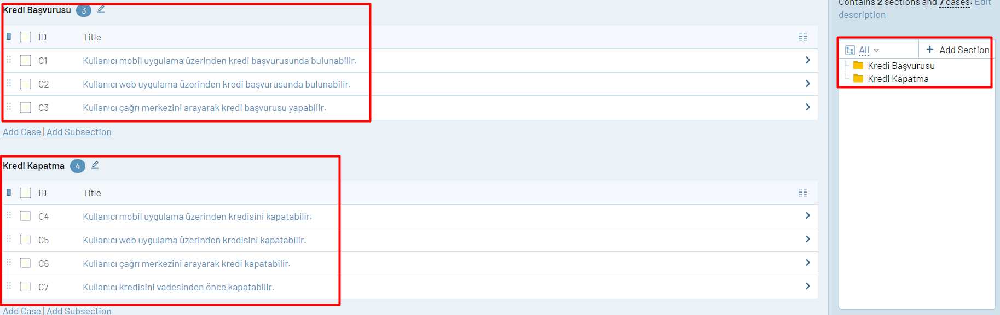 Kredi Başvurusu 3
ID Title
C1 Kullanıcı mobil uygulama üzerinden kredi başvurusunda bulunabilir.
C2 Kullanıcı web uygulama üzerinden kredi başvurusunda bulunabilir.
C3 Kullanıcı çağrı merkezini arayarak kredi başvurusu yapabilir.
Add Case | Add Subsection
Kredi Kapatma 4
ID Title
C4 Kullanıcı mobil uygulama üzerinden kredisini kapatabilir.
C5 Kullanıcı web uygulama üzerinden kredisini kapatabilir.
C6 Kullanıcı çağrı merkezini arayarak kredi kapatabilir.
C7 Kullanıcı kredisini vadesinden önce kapatabilir.
Add Case | Add Subsection
Contains 2 sections and 7 cases. Edit
description
All + Add Section
Kredi Başvurusu
Kredi Kapatma